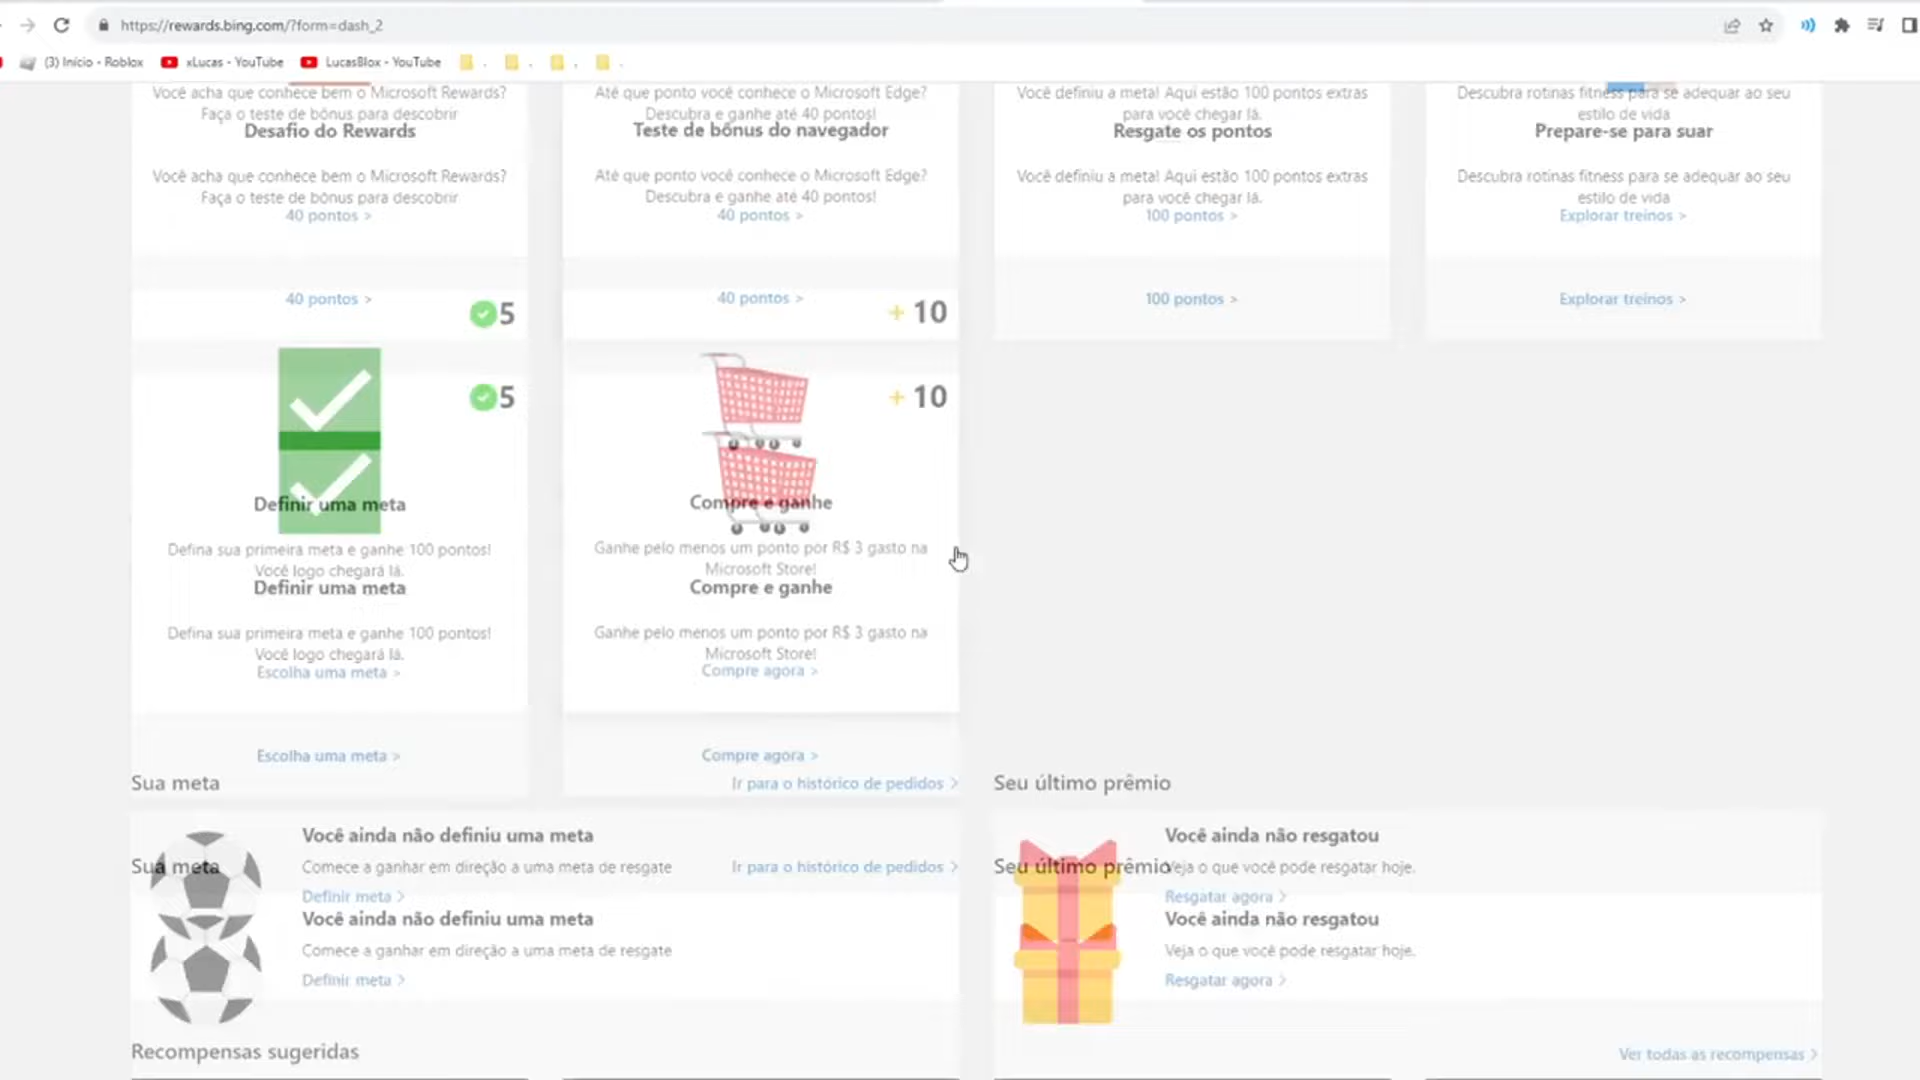 https://rewards.bing.com/?form=dash_2
(3) Início - Roblox
xLucas - YouTube
LucasBlox - YouTube
.
.
.
.
Você acha que conhece bem o Microsoft Rewards?
Faça o teste de bônus para descobrir
Desafio do Rewards
Você acha que conhece bem o Microsoft Rewards?
Faça o teste de bônus para descobrir
40 pontos >
40 pontos >
Até que ponto você conhece o Microsoft Edge?
Descubra e ganhe até 40 pontos!
Teste de bônus do navegador
Até que ponto você conhece o Microsoft Edge?
Descubra e ganhe até 40 pontos!
40 pontos >
40 pontos >
Você definiu a meta! Aqui estão 100 pontos extras
para você chegar lá.
Resgate os pontos
Você definiu a meta! Aqui estão 100 pontos extras
para você chegar lá.
100 pontos >
100 pontos >
Descubra rotinas fitness para se adequar ao seu
estilo de vida
Prepare-se para suar
Descubra rotinas fitness para se adequar ao seu
estilo de vida
Explorar treinos >
Explorar treinos >
5
5
Definir uma meta
Defina sua primeira meta e ganhe 100 pontos!
Você logo chegará lá.
Definir uma meta
Defina sua primeira meta e ganhe 100 pontos!
Você logo chegará lá.
Escolha uma meta >
Escolha uma meta >
+ 10
+ 10
Compre e ganhe
Ganhe pelo menos um ponto por R$ 3 gasto na
Microsoft Store!
Compre e ganhe
Ganhe pelo menos um ponto por R$ 3 gasto na
Microsoft Store!
Compre agora >
Compre agora >
Sua meta
Ir para o histórico de pedidos >
Você ainda não definiu uma meta
Comece a ganhar em direção a uma meta de resgate
Sua meta
Ir para o histórico de pedidos >
Definir meta >
Você ainda não definiu uma meta
Comece a ganhar em direção a uma meta de resgate
Definir meta >
Seu último prêmio
Você ainda não resgatou
Seu último prêmio
Veja o que você pode resgatar hoje.
Resgatar agora >
Você ainda não resgatou
Veja o que você pode resgatar hoje.
Resgatar agora >
Recompensas sugeridas
Ver todas as recompensas >